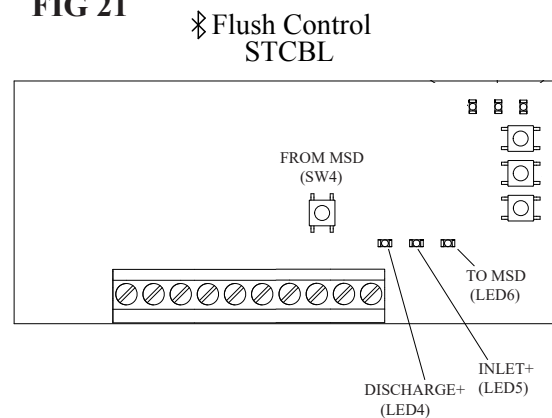 FIG 21
Flush Control
STCBL
FROM MSD
(SW4)
TO MSD
(LED6)
INLET+
(LED5)
DISCHARGE+
(LED4)